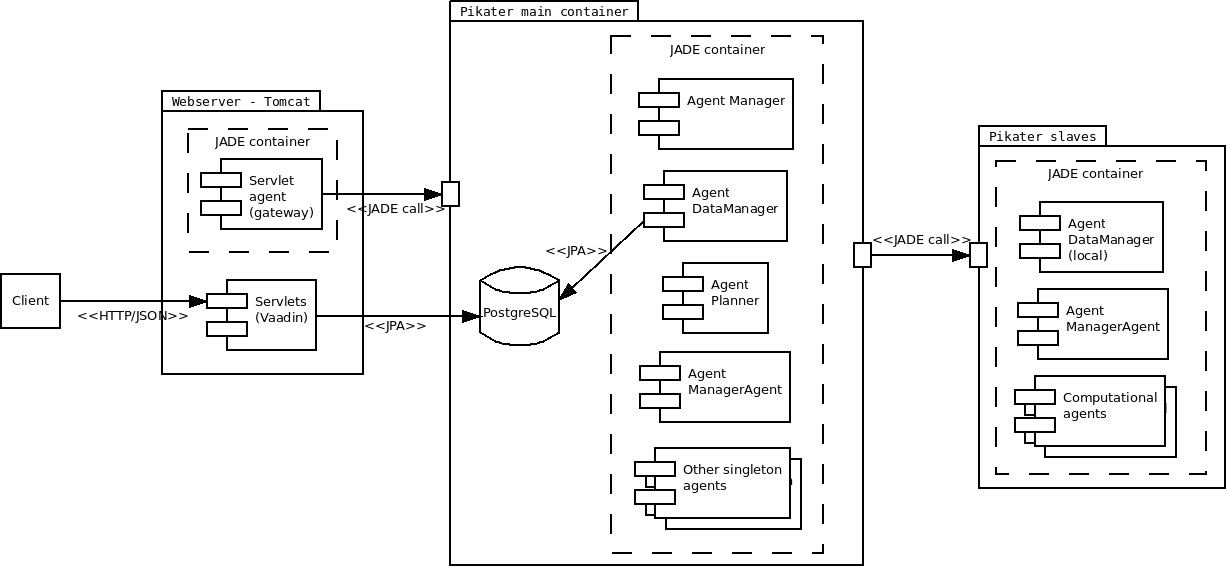 Client
<<HTTP/JSON>>
Webserver - Tomcat
JADE container
Servlet
agent
(gateway)
Servlets
(Vaadin)
<<JADE call>>
<<JPA>>
Pikater main container
PostgreSQL
<<JPA>>
JADE container
Agent Manager
Agent
DataManager
Agent
Planner
Agent
ManagerAgent
Other singleton
agents
<<JADE call>>
Pikater slaves
JADE container
Agent
DataManager
(local)
Agent
ManagerAgent
Computational
agents